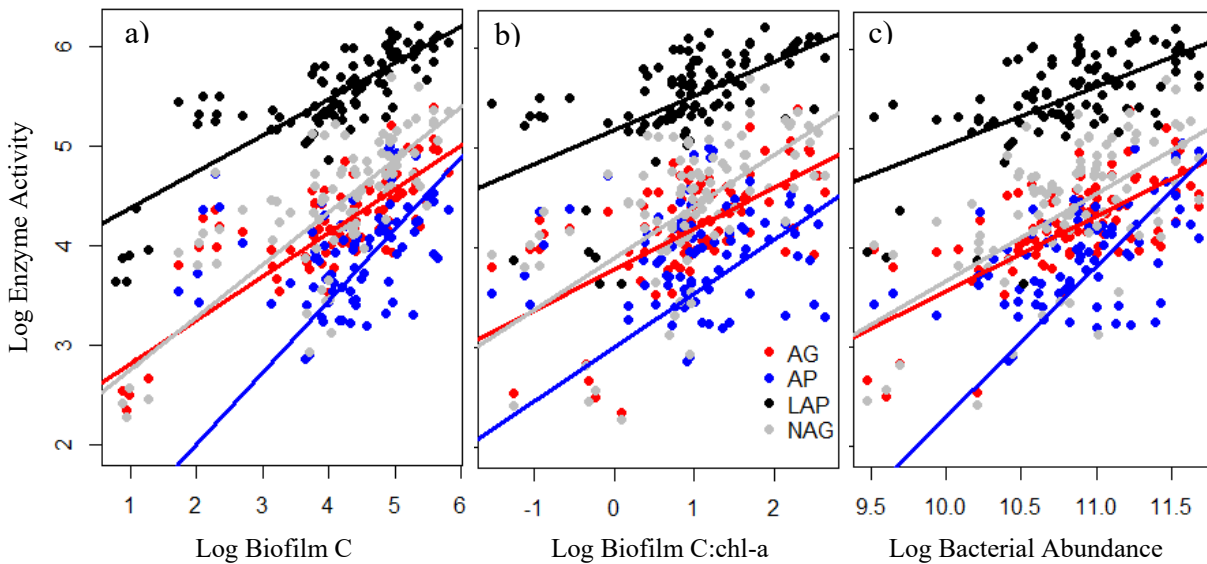 a)
b)
c)
Log Enzyme Activity
6
5
4
3
2
AG
AP
LAP
NAG
1 2 3 4 5 6
-1 0 1 2
9.5 10.0 10.5 11.0 11.5
Log Biofilm C
Log Biofilm C:chl-a
Log Bacterial Abundance